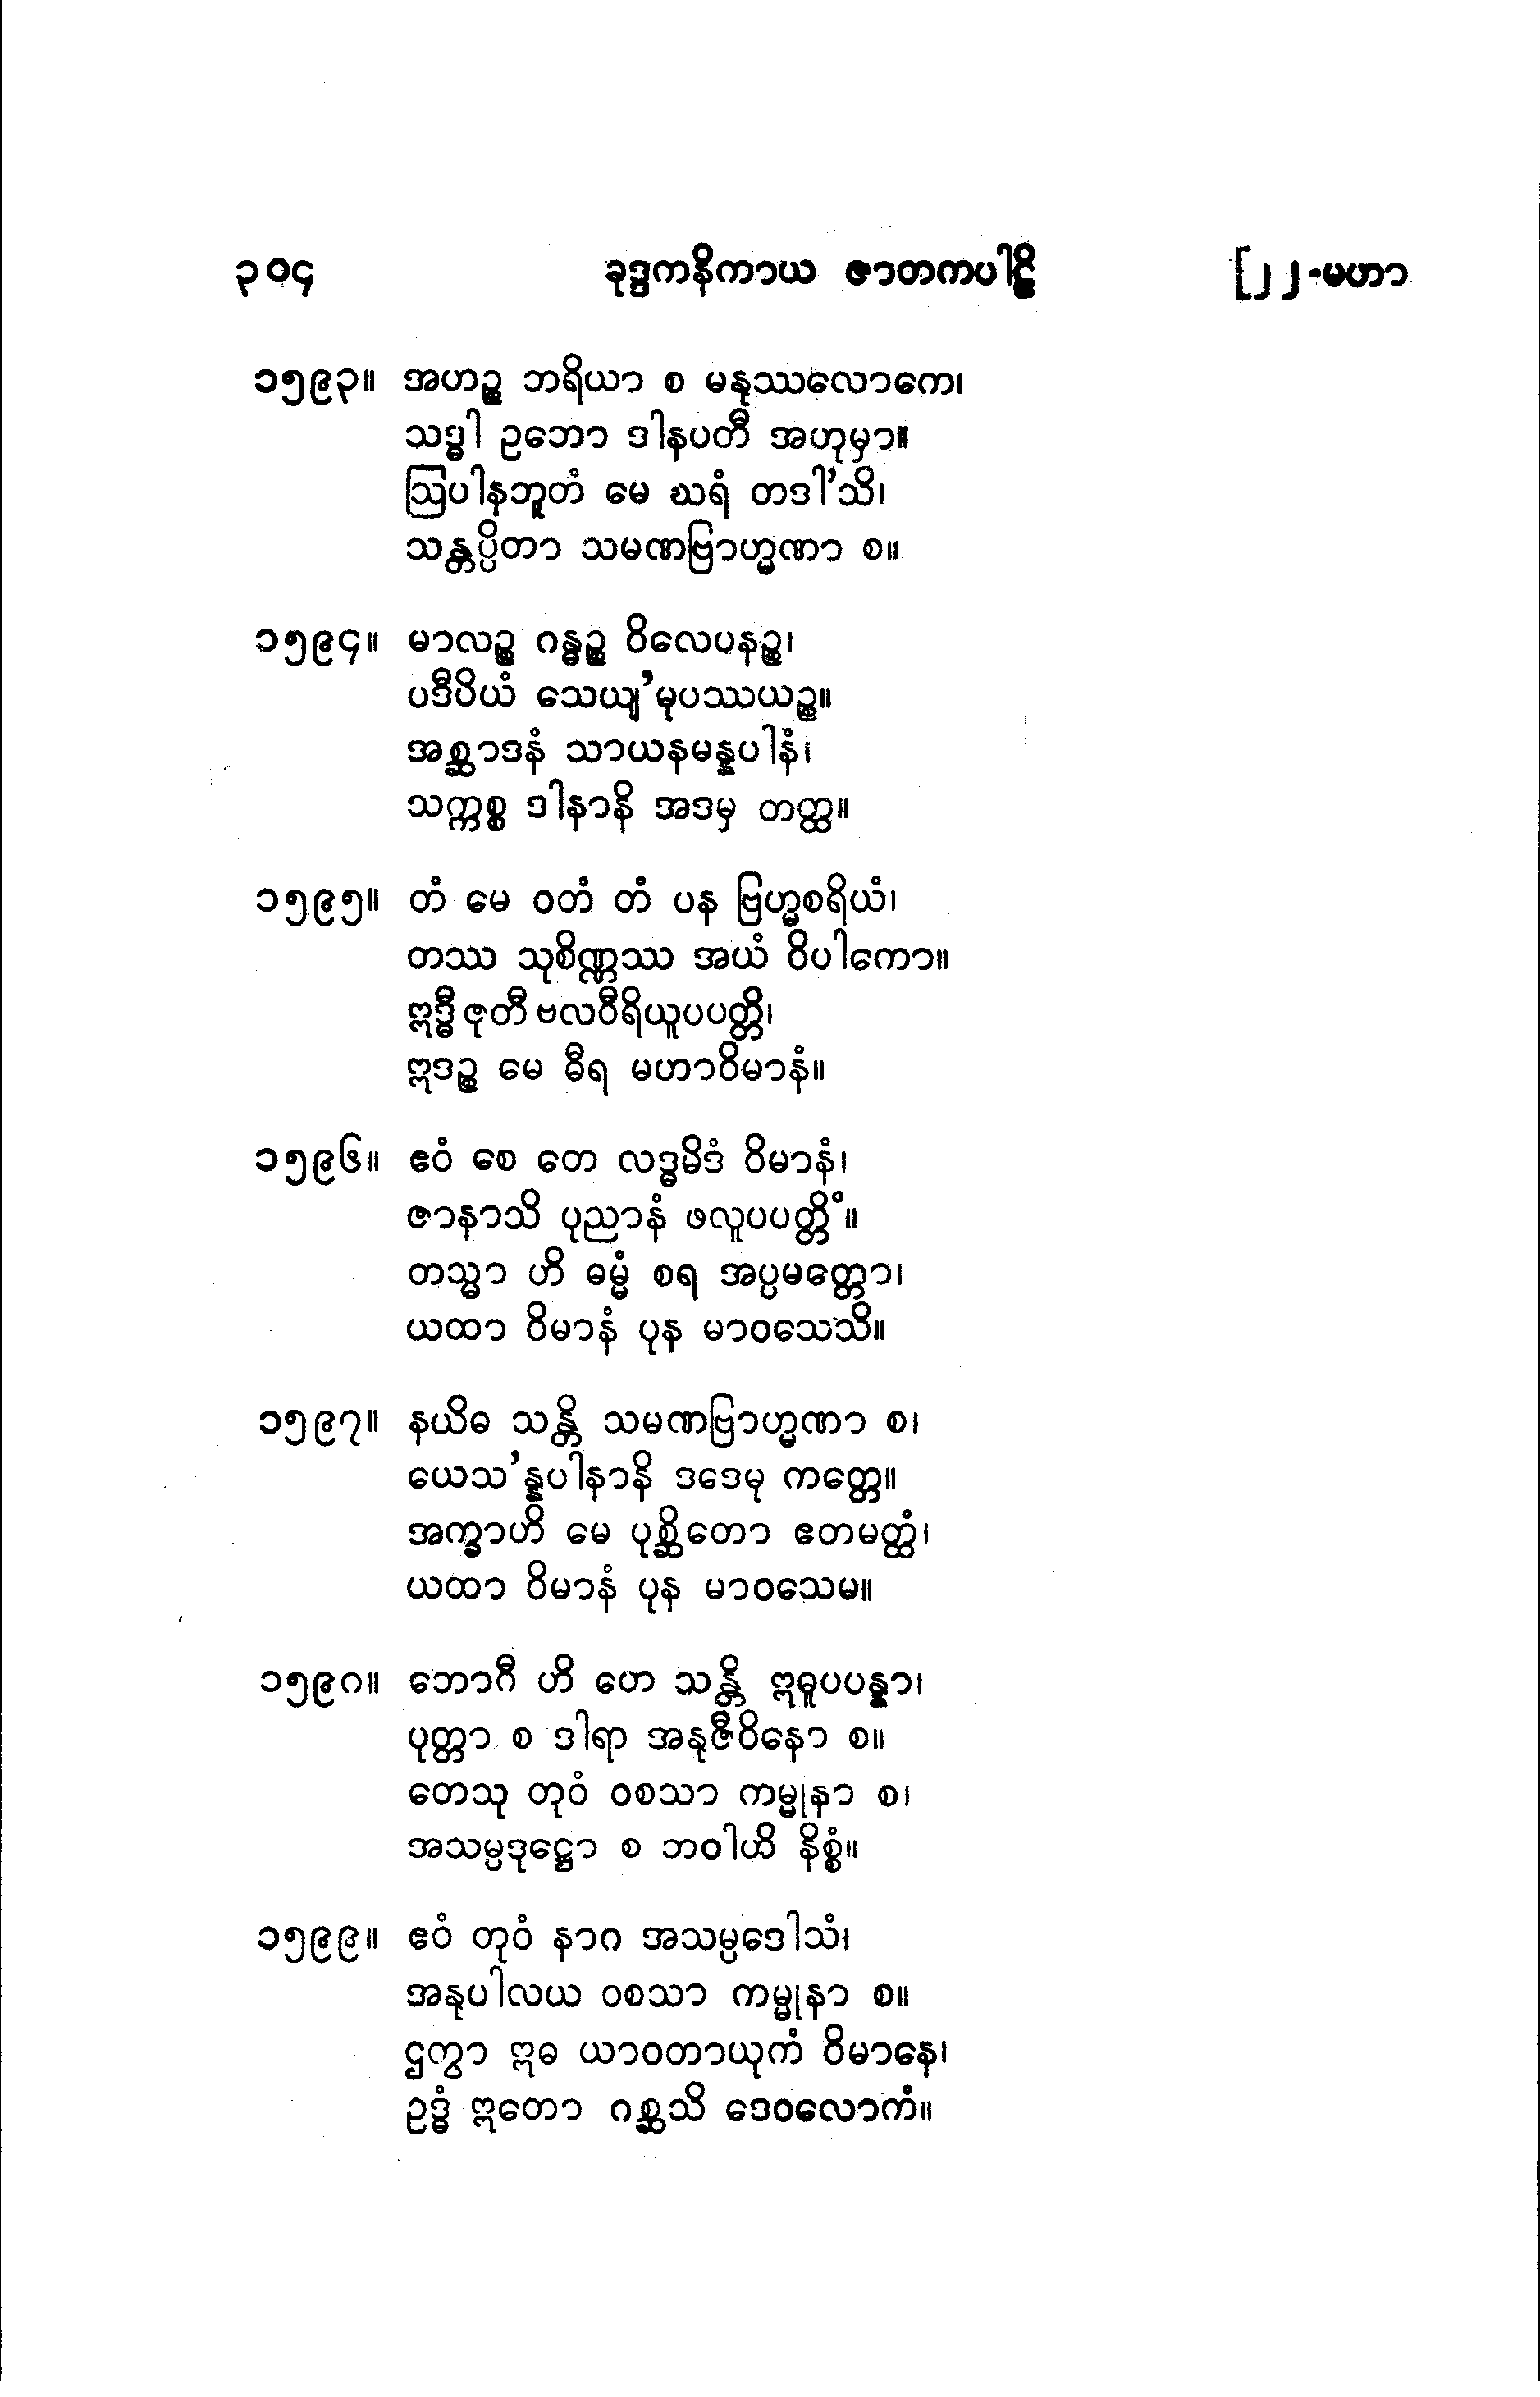 ၃၀၄ ခုဒ္ဒကနိကာယ ဇာတကပါဠိ [၂၂-မဟာ
၁၅၉၃။ အဟဉ္စ ဘရိယာ စ မနုဿလောကေ၊
သဒ္ဓါ ဥဘော ဒါနပတီ အဟုမှာ။
ဩပါနဘူတံ မေ ဃရံ တဒါ'သိ၊
သန္တပ္ပိတာ သမဏဗြာဟ္မဏာ စ။
၁၅၉၄။ မာလဉ္စ ဂန္ဓဉ္စ ဝိလေပနဉ္စ၊
ပဒီပိယံ သေယျ'မုပဿယဉ္စ။
အစ္ဆာဒနံ သာယနမန္နပါနံ၊
သက္ကစ္စ ဒါနာနိ အဒမှ တတ္ထ။
၁၅၉၅။ တံ မေ ဝတံ တံ ပန ဗြဟ္မစရိယံ၊
တဿ သုစိဏ္ဏဿ အယံ ဝိပါကော။
ဣဒ္ဓီ ဇုတီ ဗလဝီရိယူပပတ္တိ၊
ဣဒဉ္စ မေ ဓီရ မဟာဝိမာနံ။
၁၅၉၆။ ဧဝံ စေ တေ လဒ္ဓမိဒံ ဝိမာနံ၊
ဇာနာသိ ပုညာနံ ဖလူပပတ္တိံ။
တသ္မာ ဟိ ဓမ္မံ စရ အပ္ပမတ္တော၊
ယထာ ဝိမာနံ ပုန မာဝသေသိ။
၁၅၉၇။ နယိဓ သန္တိ သမဏဗြာဟ္မဏာ စ၊
ယေသ'န္နပါနာနိ ဒဒေမု ကတ္တေ။
အက္ခာဟိ မေ ပုစ္ဆိတော ဧတမတ္ထံ၊
ယထာ ဝိမာနံ ပုန မာဝသေမ။
၁၅၉၈။ ဘောဂီ ဟိ တေ သန္တိ ဣဓူပပန္နာ၊
ပုတ္တာ စ ဒါရာ အနုဇီဝိနော စ။
တေသု တုဝံ ဝစသာ ကမ္မုနာ စ၊
အသမ္ပဒုဋ္ဌော စ ဘဝါဟိ နိစ္စံ။
၁၅၉၉။ ဧဝံ တုဝံ နာဂ အသမ္ပဒေါသံ၊
အနုပါလယ ဝစသာ ကမ္မုနာ စ။
ဌတွာ ဣဓ ယာဝတာယုကံ ဝိမာနေ၊
ဥဒ္ဓံ ဣတော ဂစ္ဆသိ ဒေဝလောကံ။